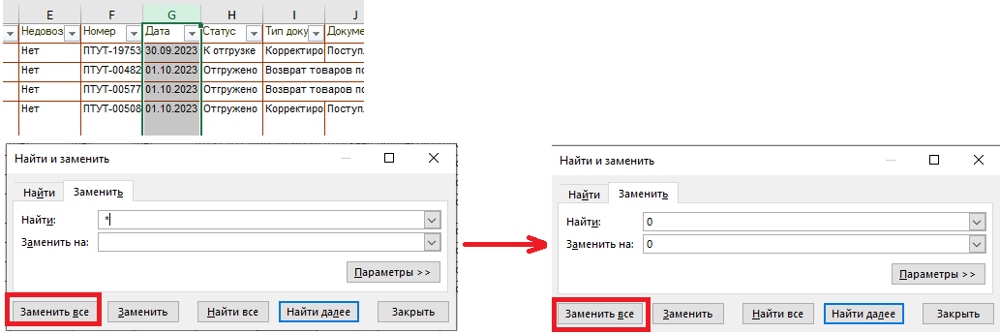 E F G H I J
Недовоз Номер Дата Статус Тип доку Докуме
Нет ПТУТ-19753 30.09.2023 К отгрузке Корректиро Поступ
Нет ПТУТ-00482 01.10.2023 Отгружено Возврат товаров по
Нет ПТУТ-00577 01.10.2023 Отгружено Возврат товаров по
Нет ПТУТ-00508 01.10.2023 Отгружено Корректиро Поступ
Найти и заменить
Найти Заменить
Найти: *
Заменить на:
Параметры >>
Заменить все Заменить Найти все Найти далее Закрыть
Найти и заменить
Найти Заменить
Найти: 0
Заменить на: 0
Параметры >>
Заменить все Заменить Найти все Найти далее Закрыть